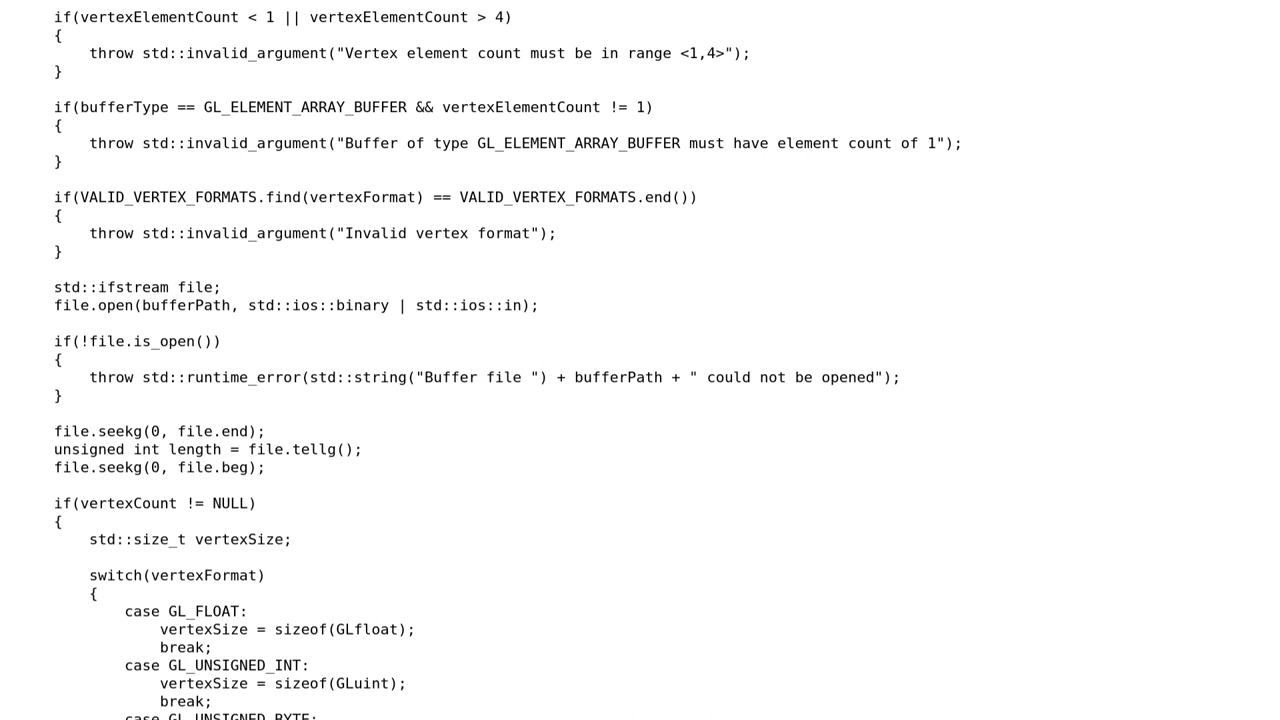 if(vertexElementCount < 1 || vertexElementCount > 4)
{
    throw std::invalid_argument("Vertex element count must be in range <1,4>");
}

if(bufferType == GL_ELEMENT_ARRAY_BUFFER && vertexElementCount != 1)
{
    throw std::invalid_argument("Buffer of type GL_ELEMENT_ARRAY_BUFFER must have element count of 1");
}

if(VALID_VERTEX_FORMATS.find(vertexFormat) == VALID_VERTEX_FORMATS.end())
{
    throw std::invalid_argument("Invalid vertex format");
}

std::ifstream file;
file.open(bufferPath, std::ios::binary | std::ios::in);

if(!file.is_open())
{
    throw std::runtime_error(std::string("Buffer file ") + bufferPath + " could not be opened");
}

file.seekg(0, file.end);
unsigned int length = file.tellg();
file.seekg(0, file.beg);

if(vertexCount != NULL)
{
    std::size_t vertexSize;

    switch(vertexFormat)
    {
        case GL_FLOAT:
            vertexSize = sizeof(GLfloat);
            break;
        case GL_UNSIGNED_INT:
            vertexSize = sizeof(GLuint);
            break;
        case GL_UNSIGNED_BYTE: